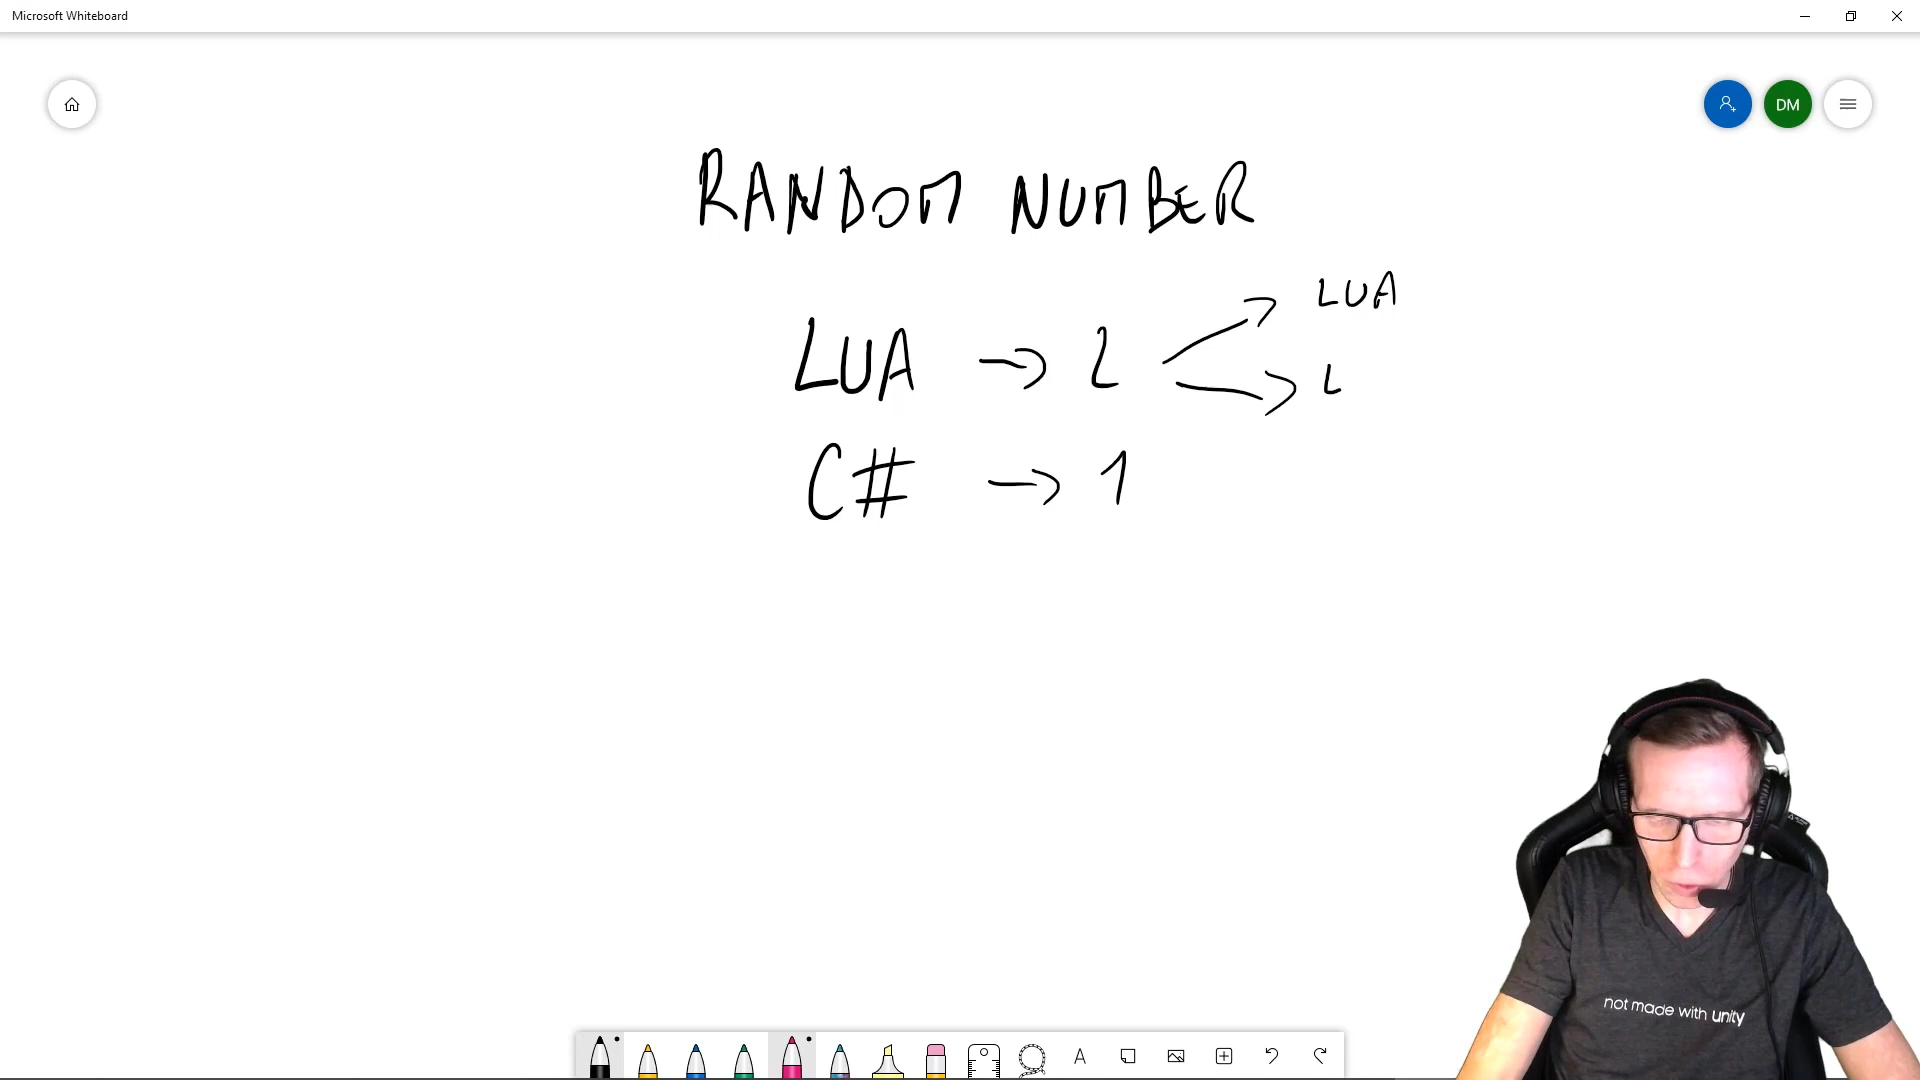 Microsoft Whiteboard
DM
RANDOM NUMBER
LUA
LUA → 2
L
C# → 1
not made with unity
A